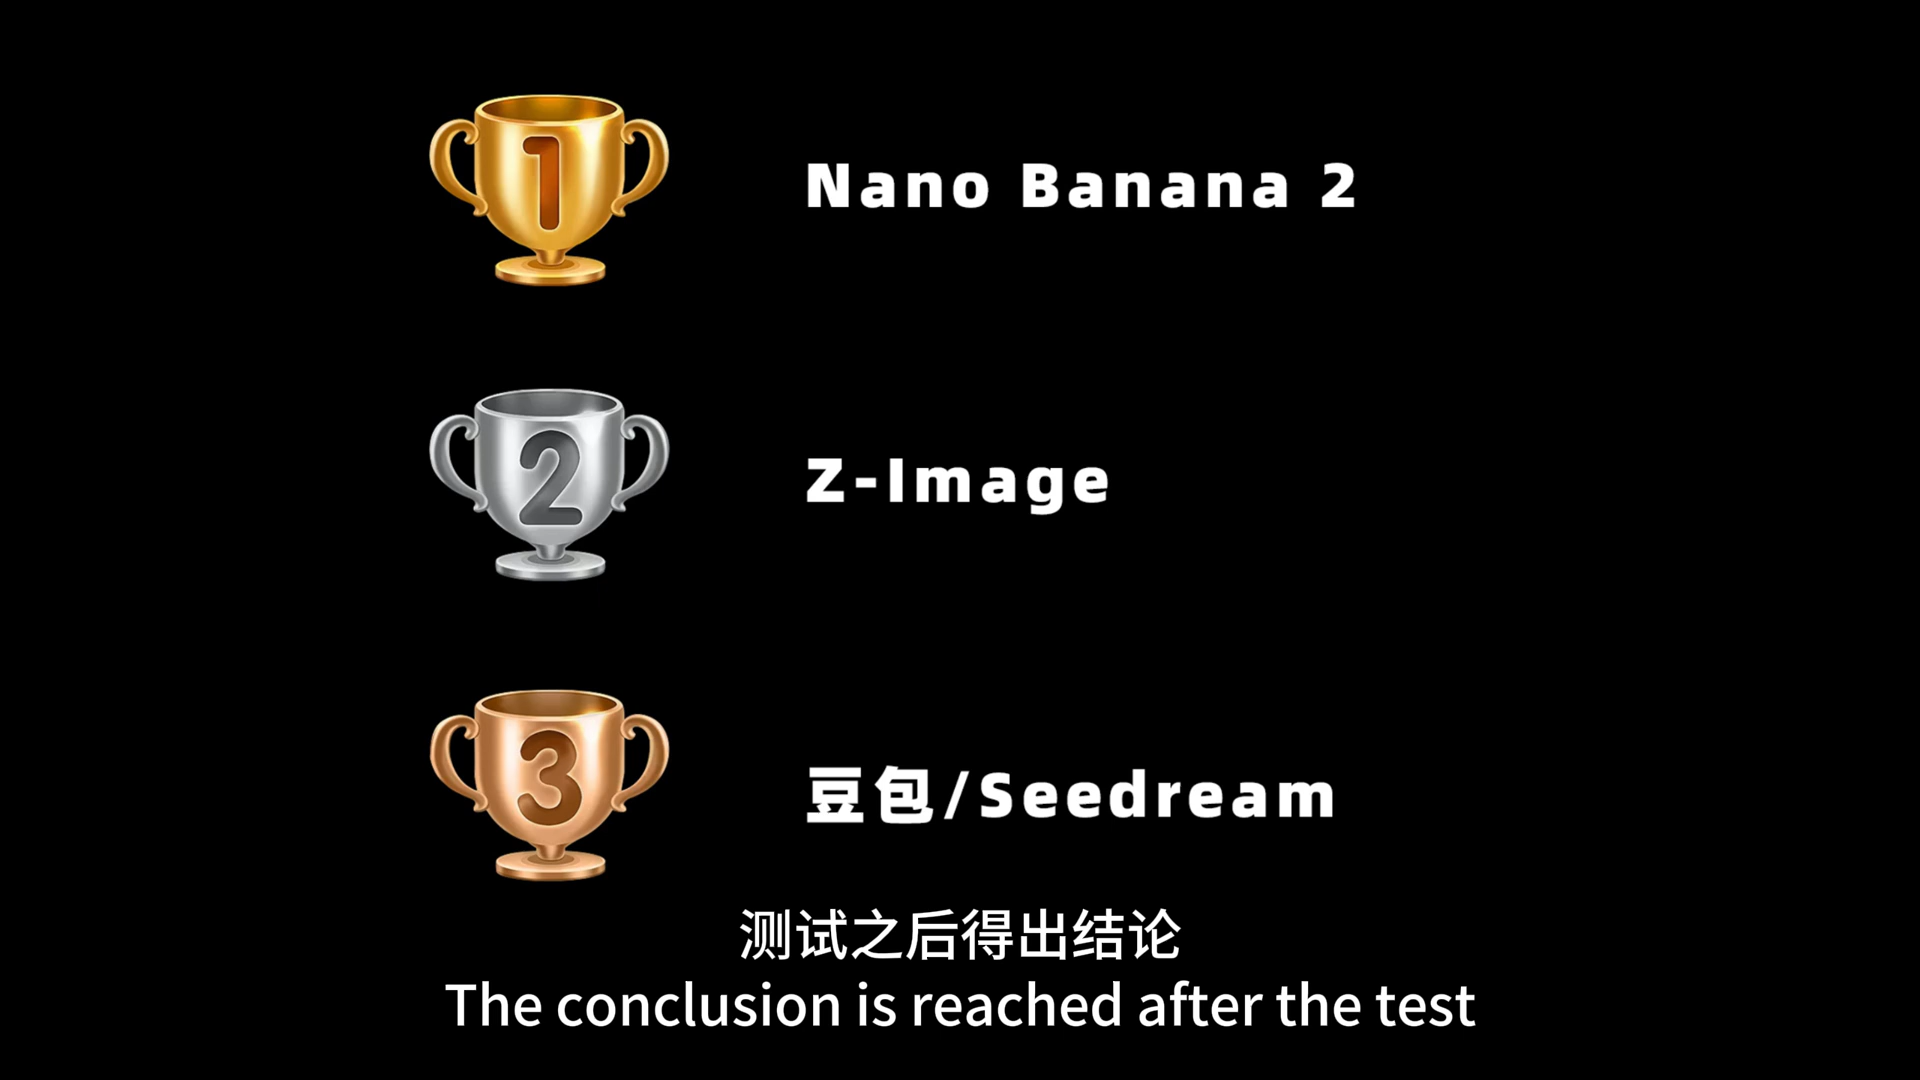 1
Nano Banana 2
2
Z-Image
3
豆包/Seedream
测试之后得出结论
The conclusion is reached after the test